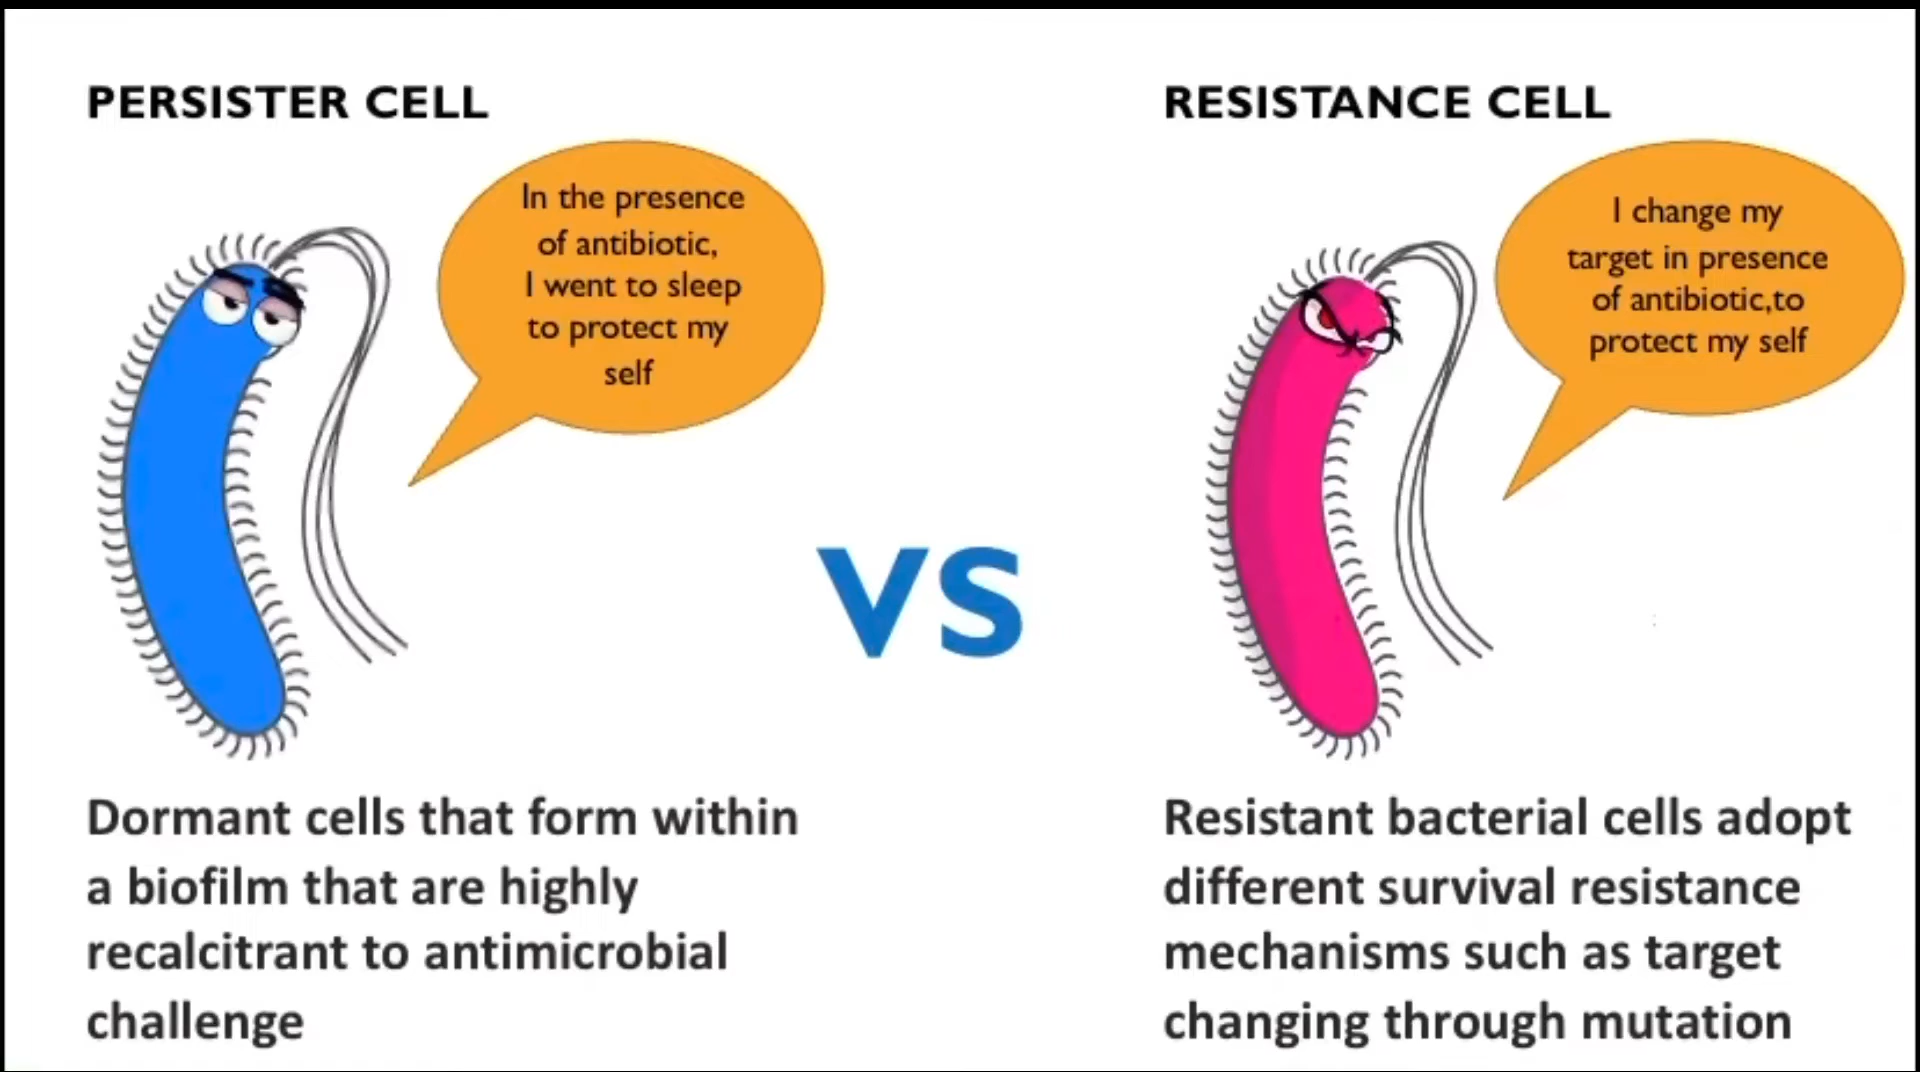 PERSISTER CELL
In the presence
of antibiotic,
I went to sleep
to protect my
self
RESISTANCE CELL
I change my
target in presence
of antibiotic,to
protect my self
VS
Dormant cells that form within
a biofilm that are highly
recalcitrant to antimicrobial
challenge
Resistant bacterial cells adopt
different survival resistance
mechanisms such as target
changing through mutation